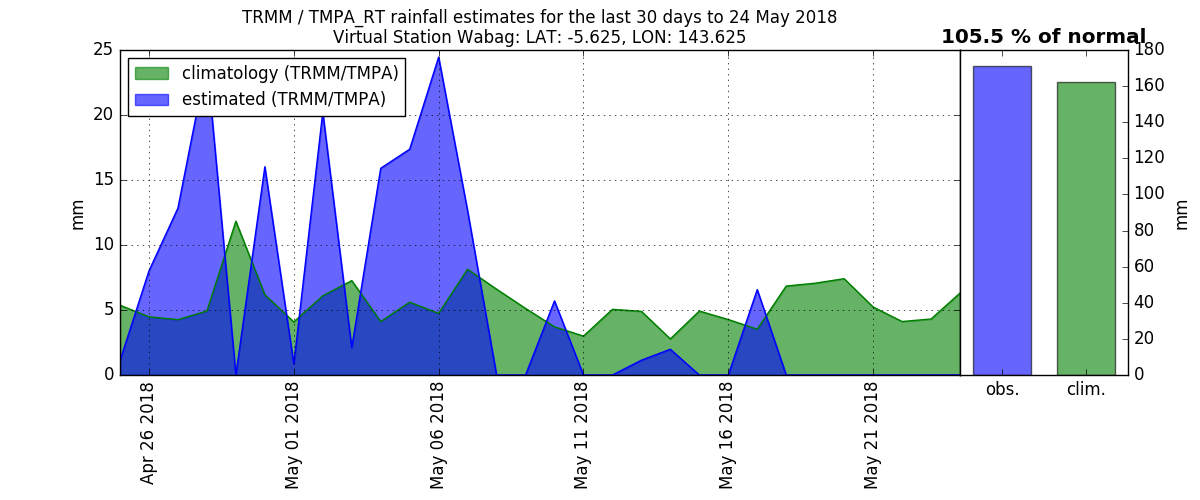 TRMM / TMPA_RT rainfall estimates for the last 30 days to 24 May 2018
Virtual Station Wabag: LAT: -5.625, LON: 143.625
105.5 % of normal
climatology (TRMM/TMPA)
estimated (TRMM/TMPA)
25
20
15
10
5
0
mm
Apr 26 2018
May 01 2018
May 06 2018
May 11 2018
May 16 2018
May 21 2018
180
160
140
120
100
80
60
40
20
0
mm
obs.
clim.